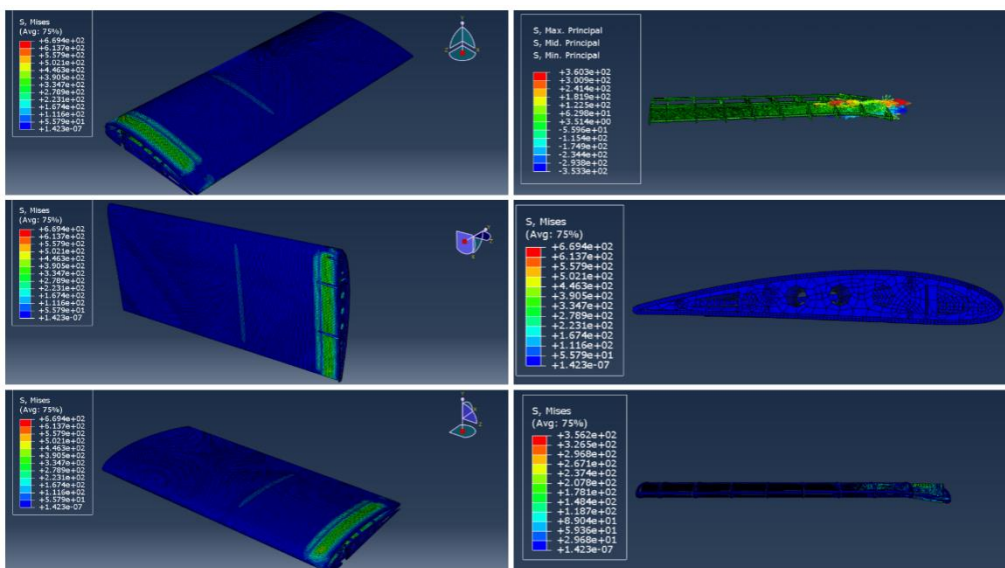 S, Mises
(Avg: 75%)
+6.694e+02
+6.137e+02
+5.579e+02
+5.021e+02
+4.463e+02
+3.905e+02
+3.347e+02
+2.789e+02
+2.231e+02
+1.674e+02
+1.116e+02
+5.579e+01
+1.423e-07
S, Max. Principal
S, Mid. Principal
S, Min. Principal
+3.603e+02
+3.009e+02
+2.414e+02
+1.819e+02
+1.225e+02
+6.298e+01
+3.514e+00
-5.596e+01
-1.154e+02
-1.749e+02
-2.344e+02
-2.938e+02
-3.533e+02
S, Mises
(Avg: 75%)
+6.694e+02
+6.137e+02
+5.579e+02
+5.021e+02
+4.463e+02
+3.905e+02
+3.347e+02
+2.789e+02
+2.231e+02
+1.674e+02
+1.116e+02
+5.579e+01
+1.423e-07
S, Mises
(Avg: 75%)
+6.694e+02
+6.137e+02
+5.579e+02
+5.021e+02
+4.463e+02
+3.905e+02
+3.347e+02
+2.789e+02
+2.231e+02
+1.674e+02
+1.116e+02
+5.579e+01
+1.423e-07
S, Mises
(Avg: 75%)
+6.694e+02
+6.137e+02
+5.579e+02
+5.021e+02
+4.463e+02
+3.905e+02
+3.347e+02
+2.789e+02
+2.231e+02
+1.674e+02
+1.116e+02
+5.579e+01
+1.423e-07
S, Mises
(Avg: 75%)
+3.562e+02
+3.265e+02
+2.968e+02
+2.671e+02
+2.374e+02
+2.078e+02
+1.781e+02
+1.484e+02
+1.187e+02
+8.904e+01
+5.936e+01
+2.968e+01
+1.423e-07